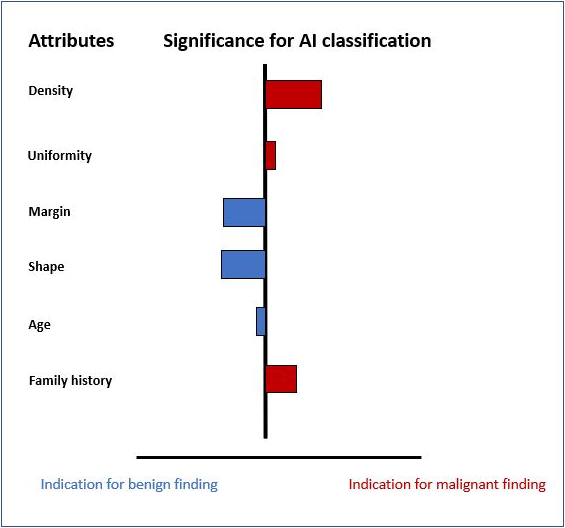 Attributes
Significance for AI classification
Density
Uniformity
Margin
Shape
Age
Family history
Indication for benign finding
Indication for malignant finding